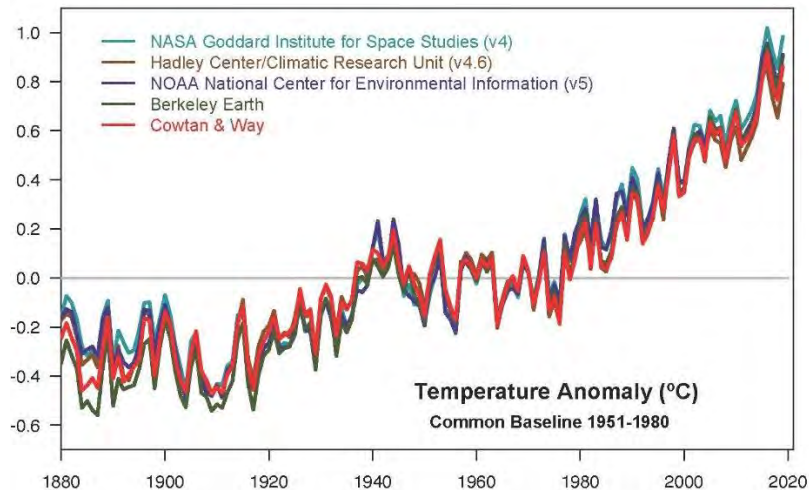 1.0
0.8
0.6
0.4
0.2
0.0
-0.2
-0.4
-0.6
NASA Goddard Institute for Space Studies (v4)
Hadley Center/Climatic Research Unit (v4.6)
NOAA National Center for Environmental Information (v5)
Berkeley Earth
Cowtan & Way
Temperature Anomaly (ºC)
Common Baseline 1951-1980
1880 1900 1920 1940 1960 1980 2000 2020